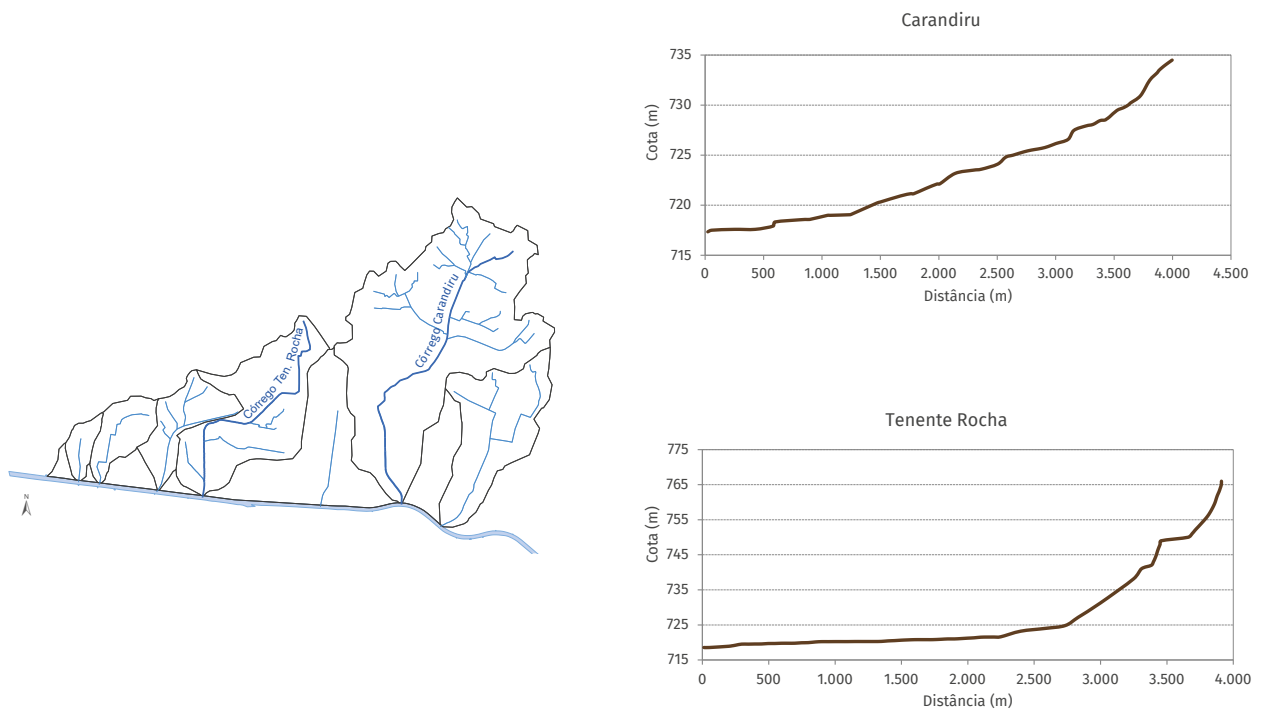 Carandiru
735
730
725
720
715
Cota (m)
0 500 1.000 1.500 2.000 2.500 3.000 3.500 4.000 4.500
Distância (m)
Córrego Carandiru
Córrego Ten. Rocha
N
Tenente Rocha
775
765
755
745
735
725
715
Cota (m)
0 500 1.000 1.500 2.000 2.500 3.000 3.500 4.000
Distância (m)